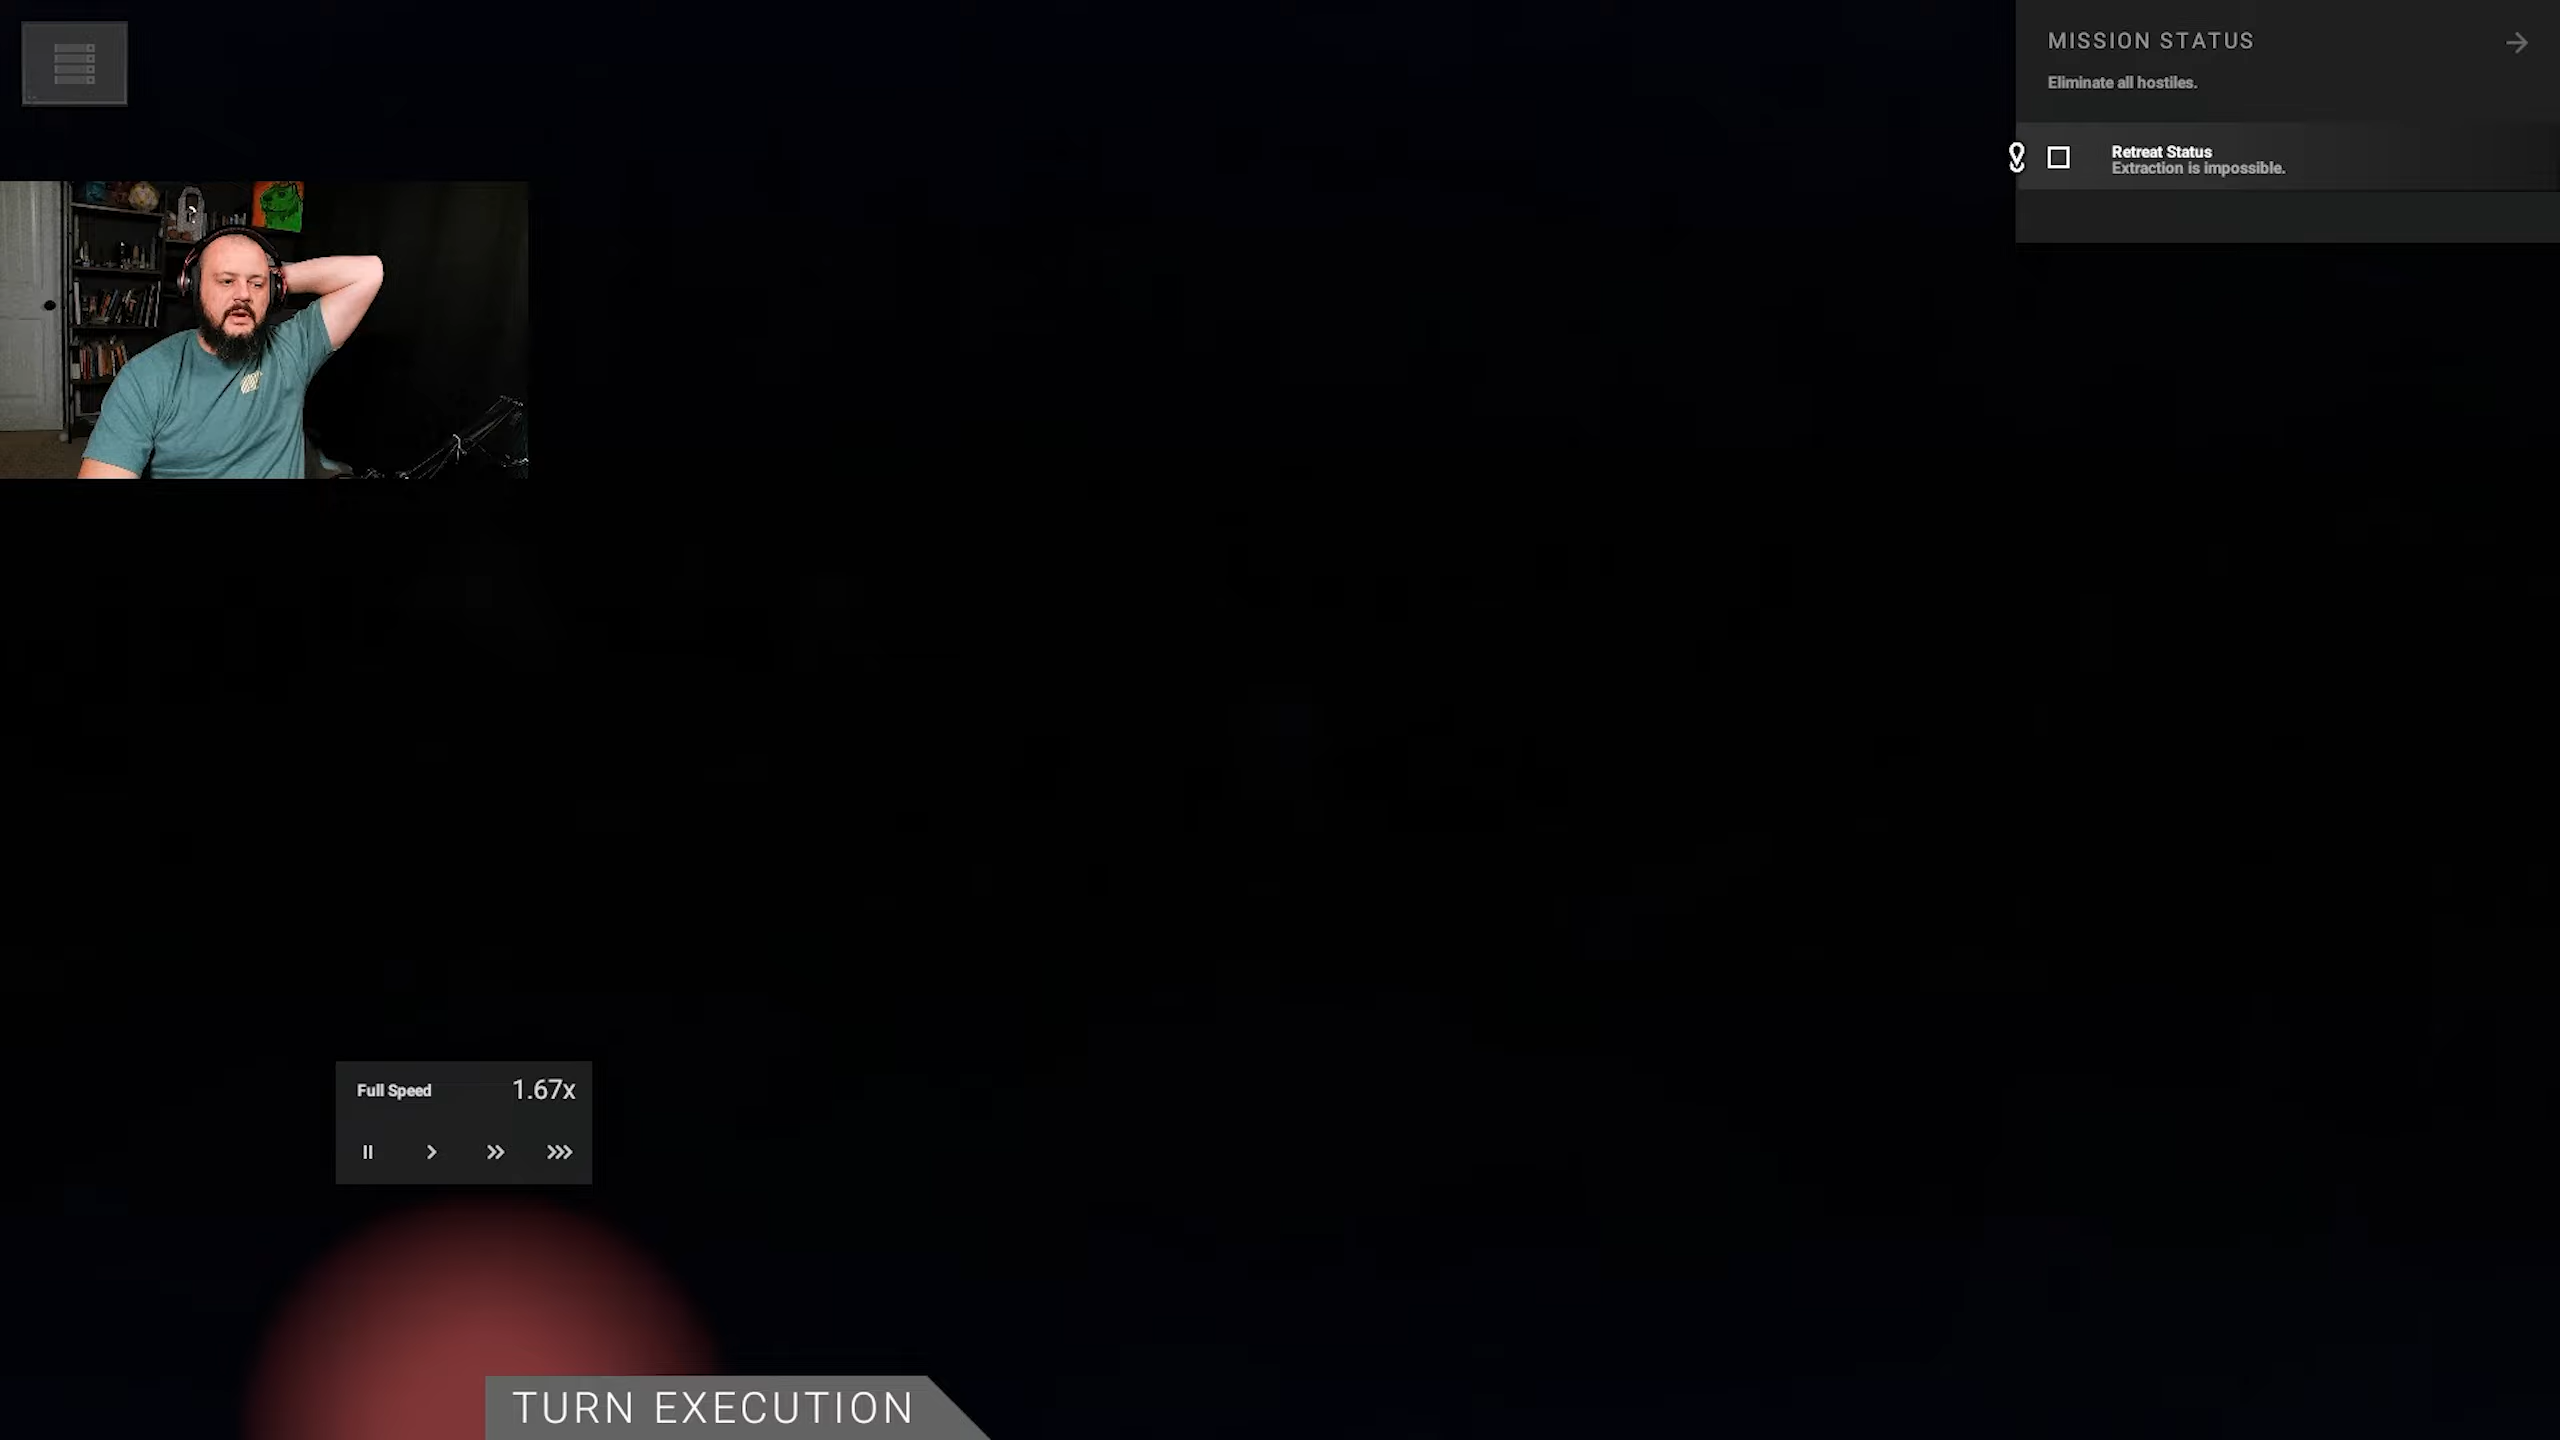 MISSION STATUS
Eliminate all hostiles.
Retreat Status
Extraction is impossible.
Full Speed 1.67x
TURN EXECUTION